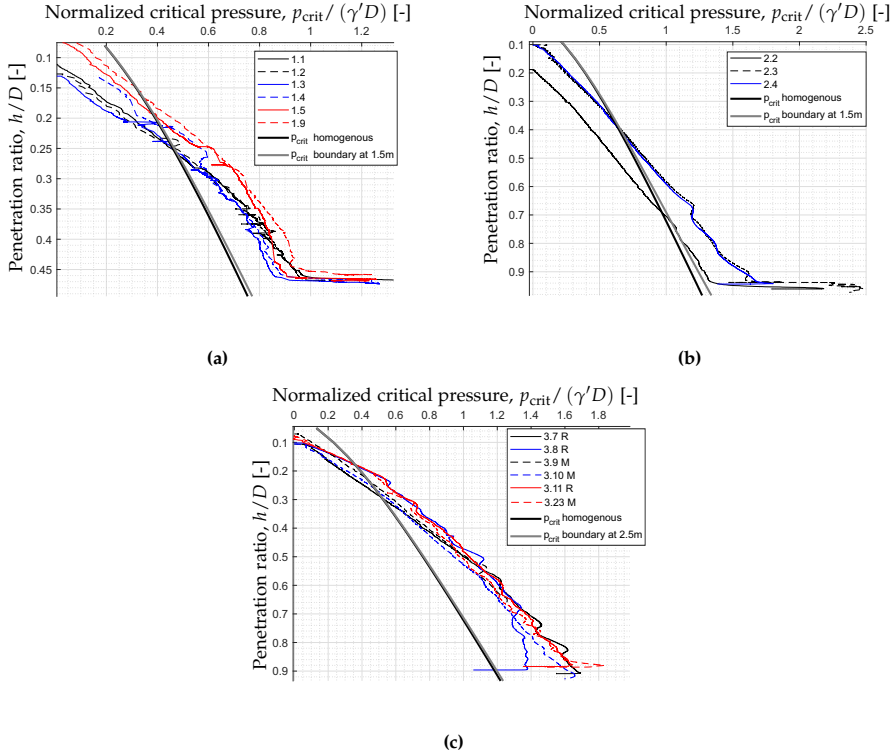 Normalized critical pressure, p_crit / (γ′D) [-]
0.2 0.4 0.6 0.8 1 1.2
Penetration ratio, h/D [-]
0.1
0.15
0.2
0.25
0.3
0.35
0.4
0.45
1.1
1.2
1.3
1.4
1.5
1.9
p_crit homogenous
p_crit boundary at 1.5m
(a)
Normalized critical pressure, p_crit / (γ′D) [-]
0 0.5 1 1.5 2 2.5
Penetration ratio, h/D [-]
0.1
0.2
0.3
0.4
0.5
0.6
0.7
0.8
0.9
2.2
2.3
2.4
p_crit homogenous
p_crit boundary at 1.5m
(b)
Normalized critical pressure, p_crit / (γ′D) [-]
0 0.2 0.4 0.6 0.8 1 1.2 1.4 1.6 1.8
Penetration ratio, h/D [-]
0.1
0.2
0.3
0.4
0.5
0.6
0.7
0.8
0.9
3.7 R
3.8 R
3.9 M
3.10 M
3.11 R
3.23 M
p_crit homogenous
p_crit boundary at 2.5m
(c)